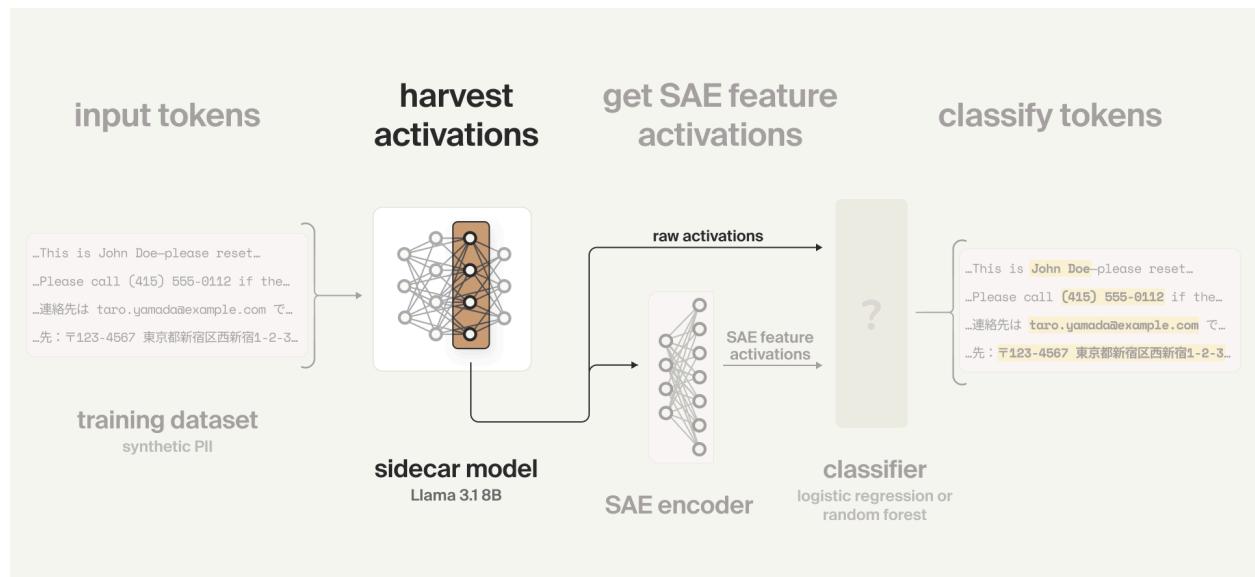 input tokens
harvest
activations
get SAE feature
activations
classify tokens
…This is John Doe—please reset…
…Please call (415) 555-0112 if the…
…連絡先は taro.yamada@example.com で…
…先：〒123-4567 東京都新宿区西新宿1-2-3…
training dataset
synthetic PII
sidecar model
Llama 3.1 8B
raw activations
SAE feature
activations
SAE encoder
?
classifier
logistic regression or
random forest
…This is John Doe—please reset…
…Please call (415) 555-0112 if the…
…連絡先は taro.yamada@example.com で…
…先：〒123-4567 東京都新宿区西新宿1-2-3…